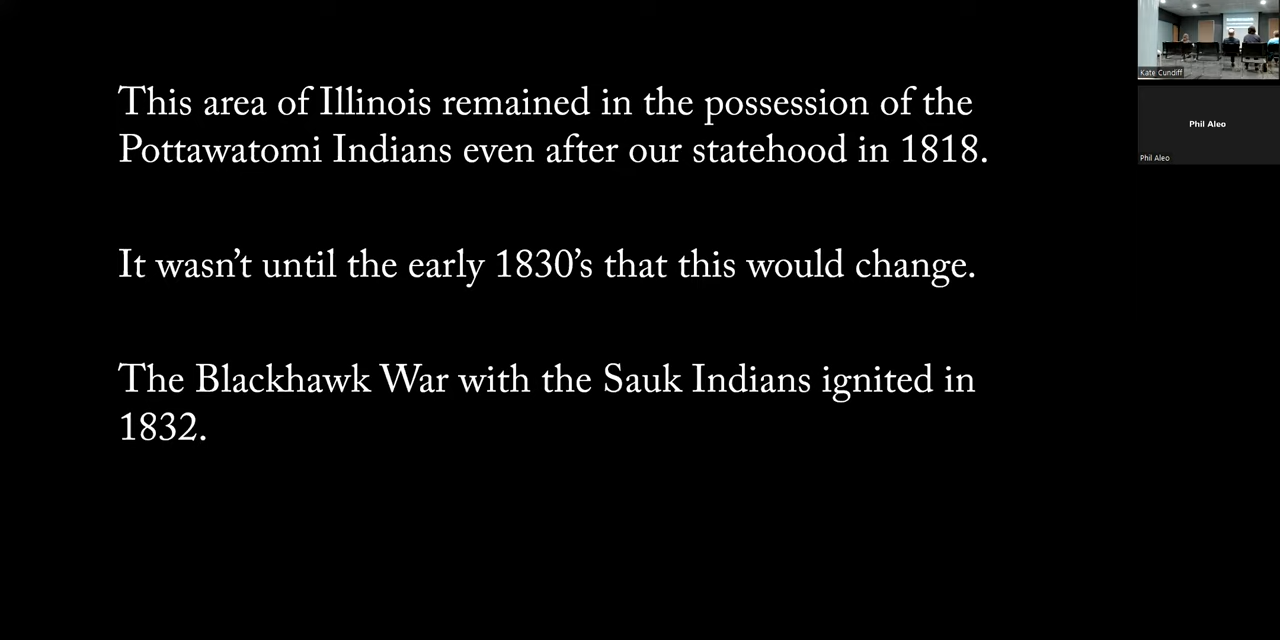 This area of Illinois remained in the possession of the
Pottawatomi Indians even after our statehood in 1818.
It wasn't until the early 1830's that this would change.
The Blackhawk War with the Sauk Indians ignited in
1832.
Kate Cundiff
Phil Aleo
Phil Aleo